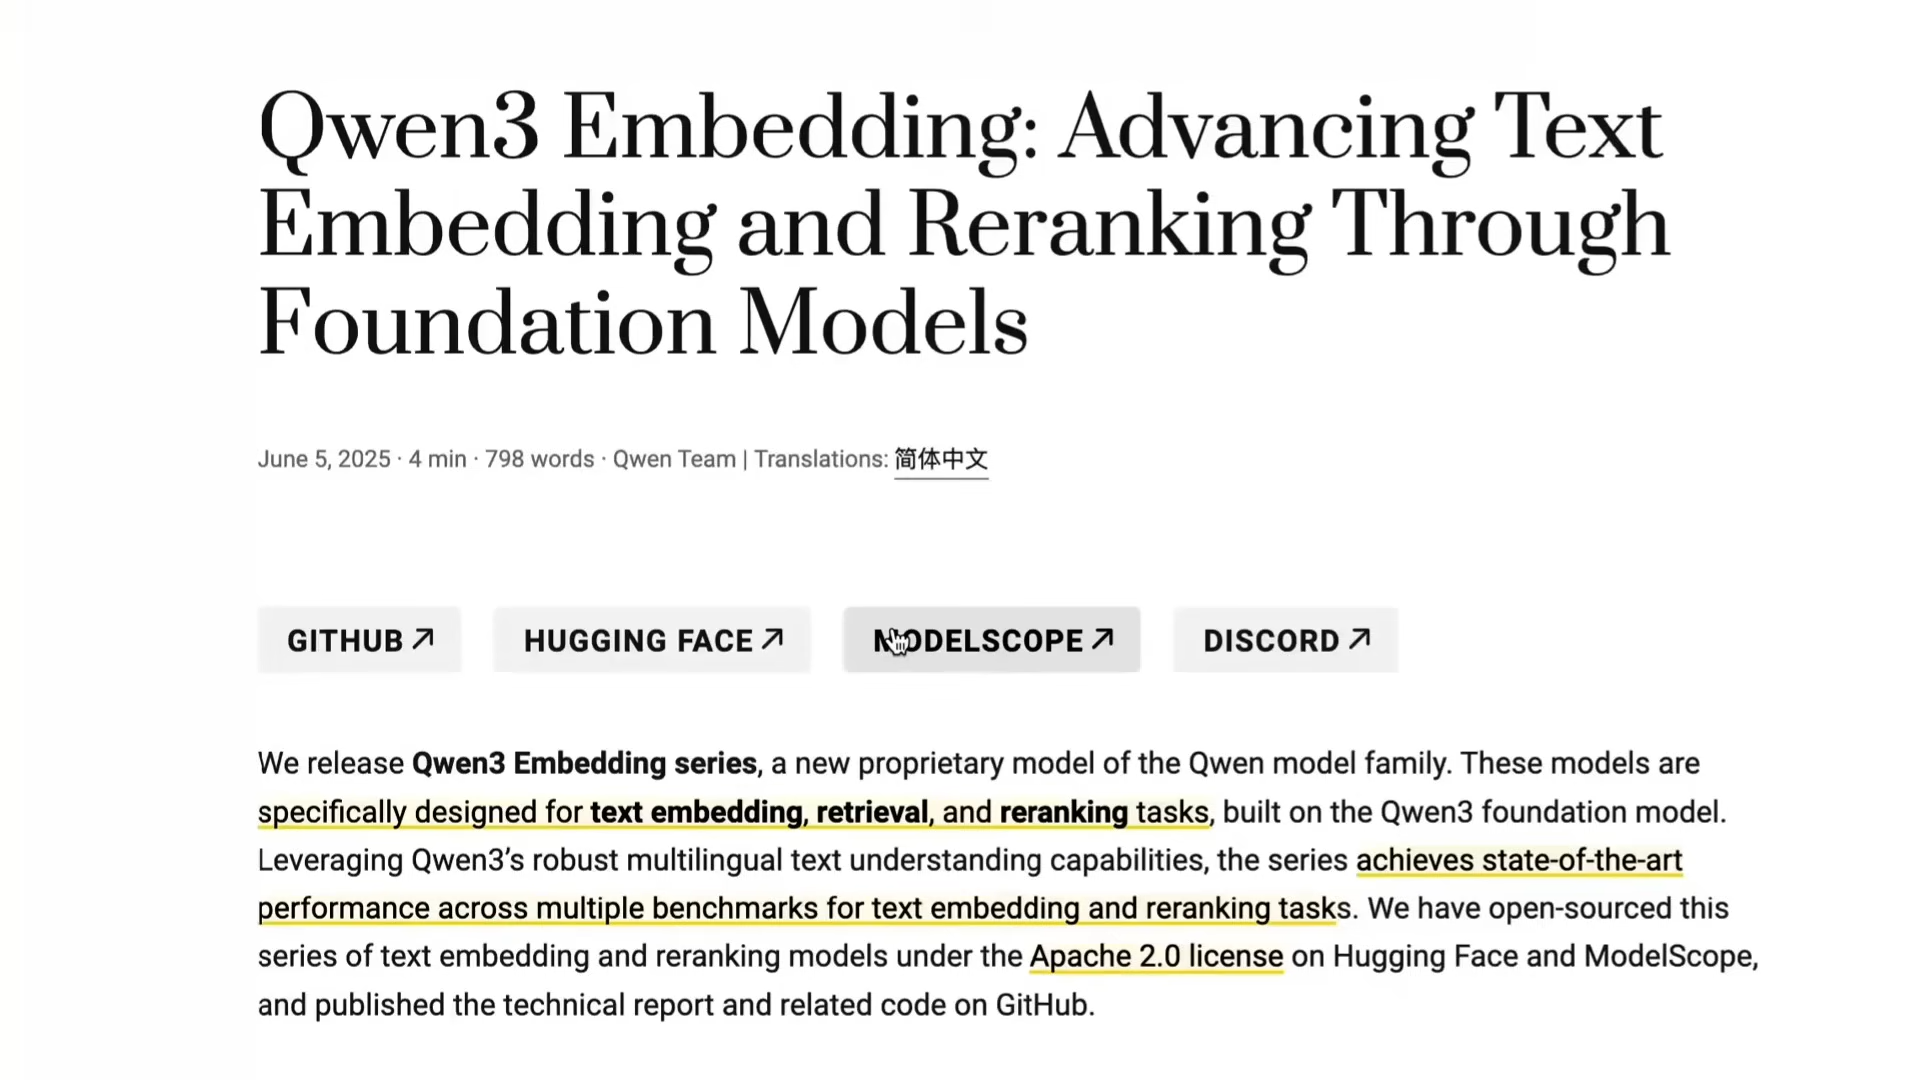 Qwen3 Embedding: Advancing Text
Embedding and Reranking Through
Foundation Models
June 5, 2025 · 4 min · 798 words · Qwen Team | Translations: 简体中文
GITHUB ↗ HUGGING FACE ↗ MODELSCOPE ↗ DISCORD ↗
We release Qwen3 Embedding series, a new proprietary model of the Qwen model family. These models are
specifically designed for text embedding, retrieval, and reranking tasks, built on the Qwen3 foundation model.
Leveraging Qwen3’s robust multilingual text understanding capabilities, the series achieves state-of-the-art
performance across multiple benchmarks for text embedding and reranking tasks. We have open-sourced this
series of text embedding and reranking models under the Apache 2.0 license on Hugging Face and ModelScope,
and published the technical report and related code on GitHub.